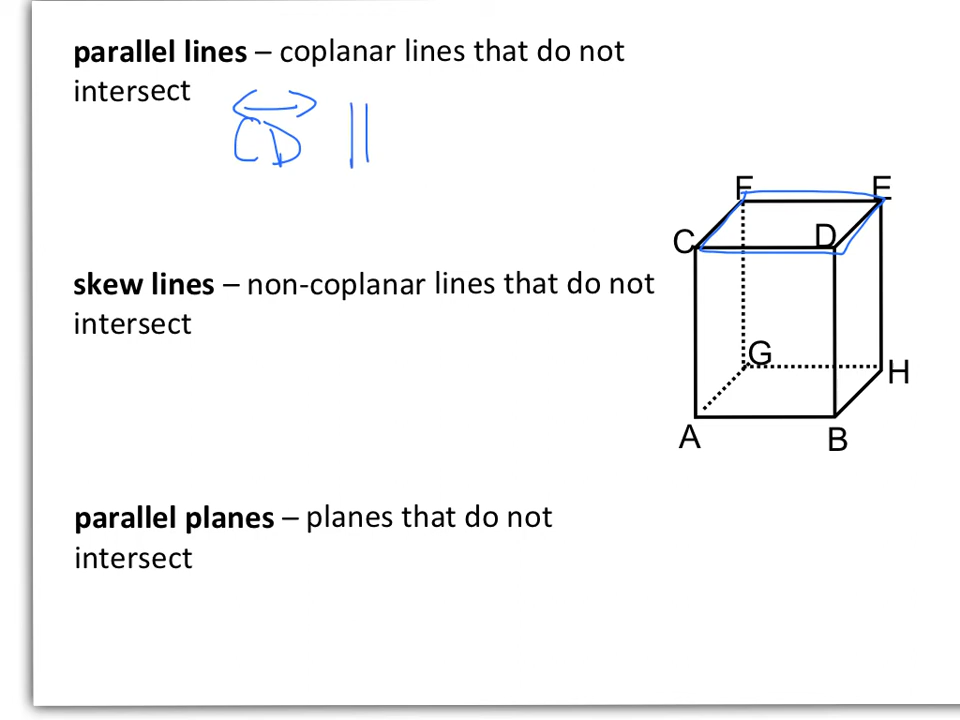 parallel lines – coplanar lines that do not
intersect
CD ||
F E
C D
skew lines – non-coplanar lines that do not
intersect
G
H
A B
parallel planes – planes that do not
intersect